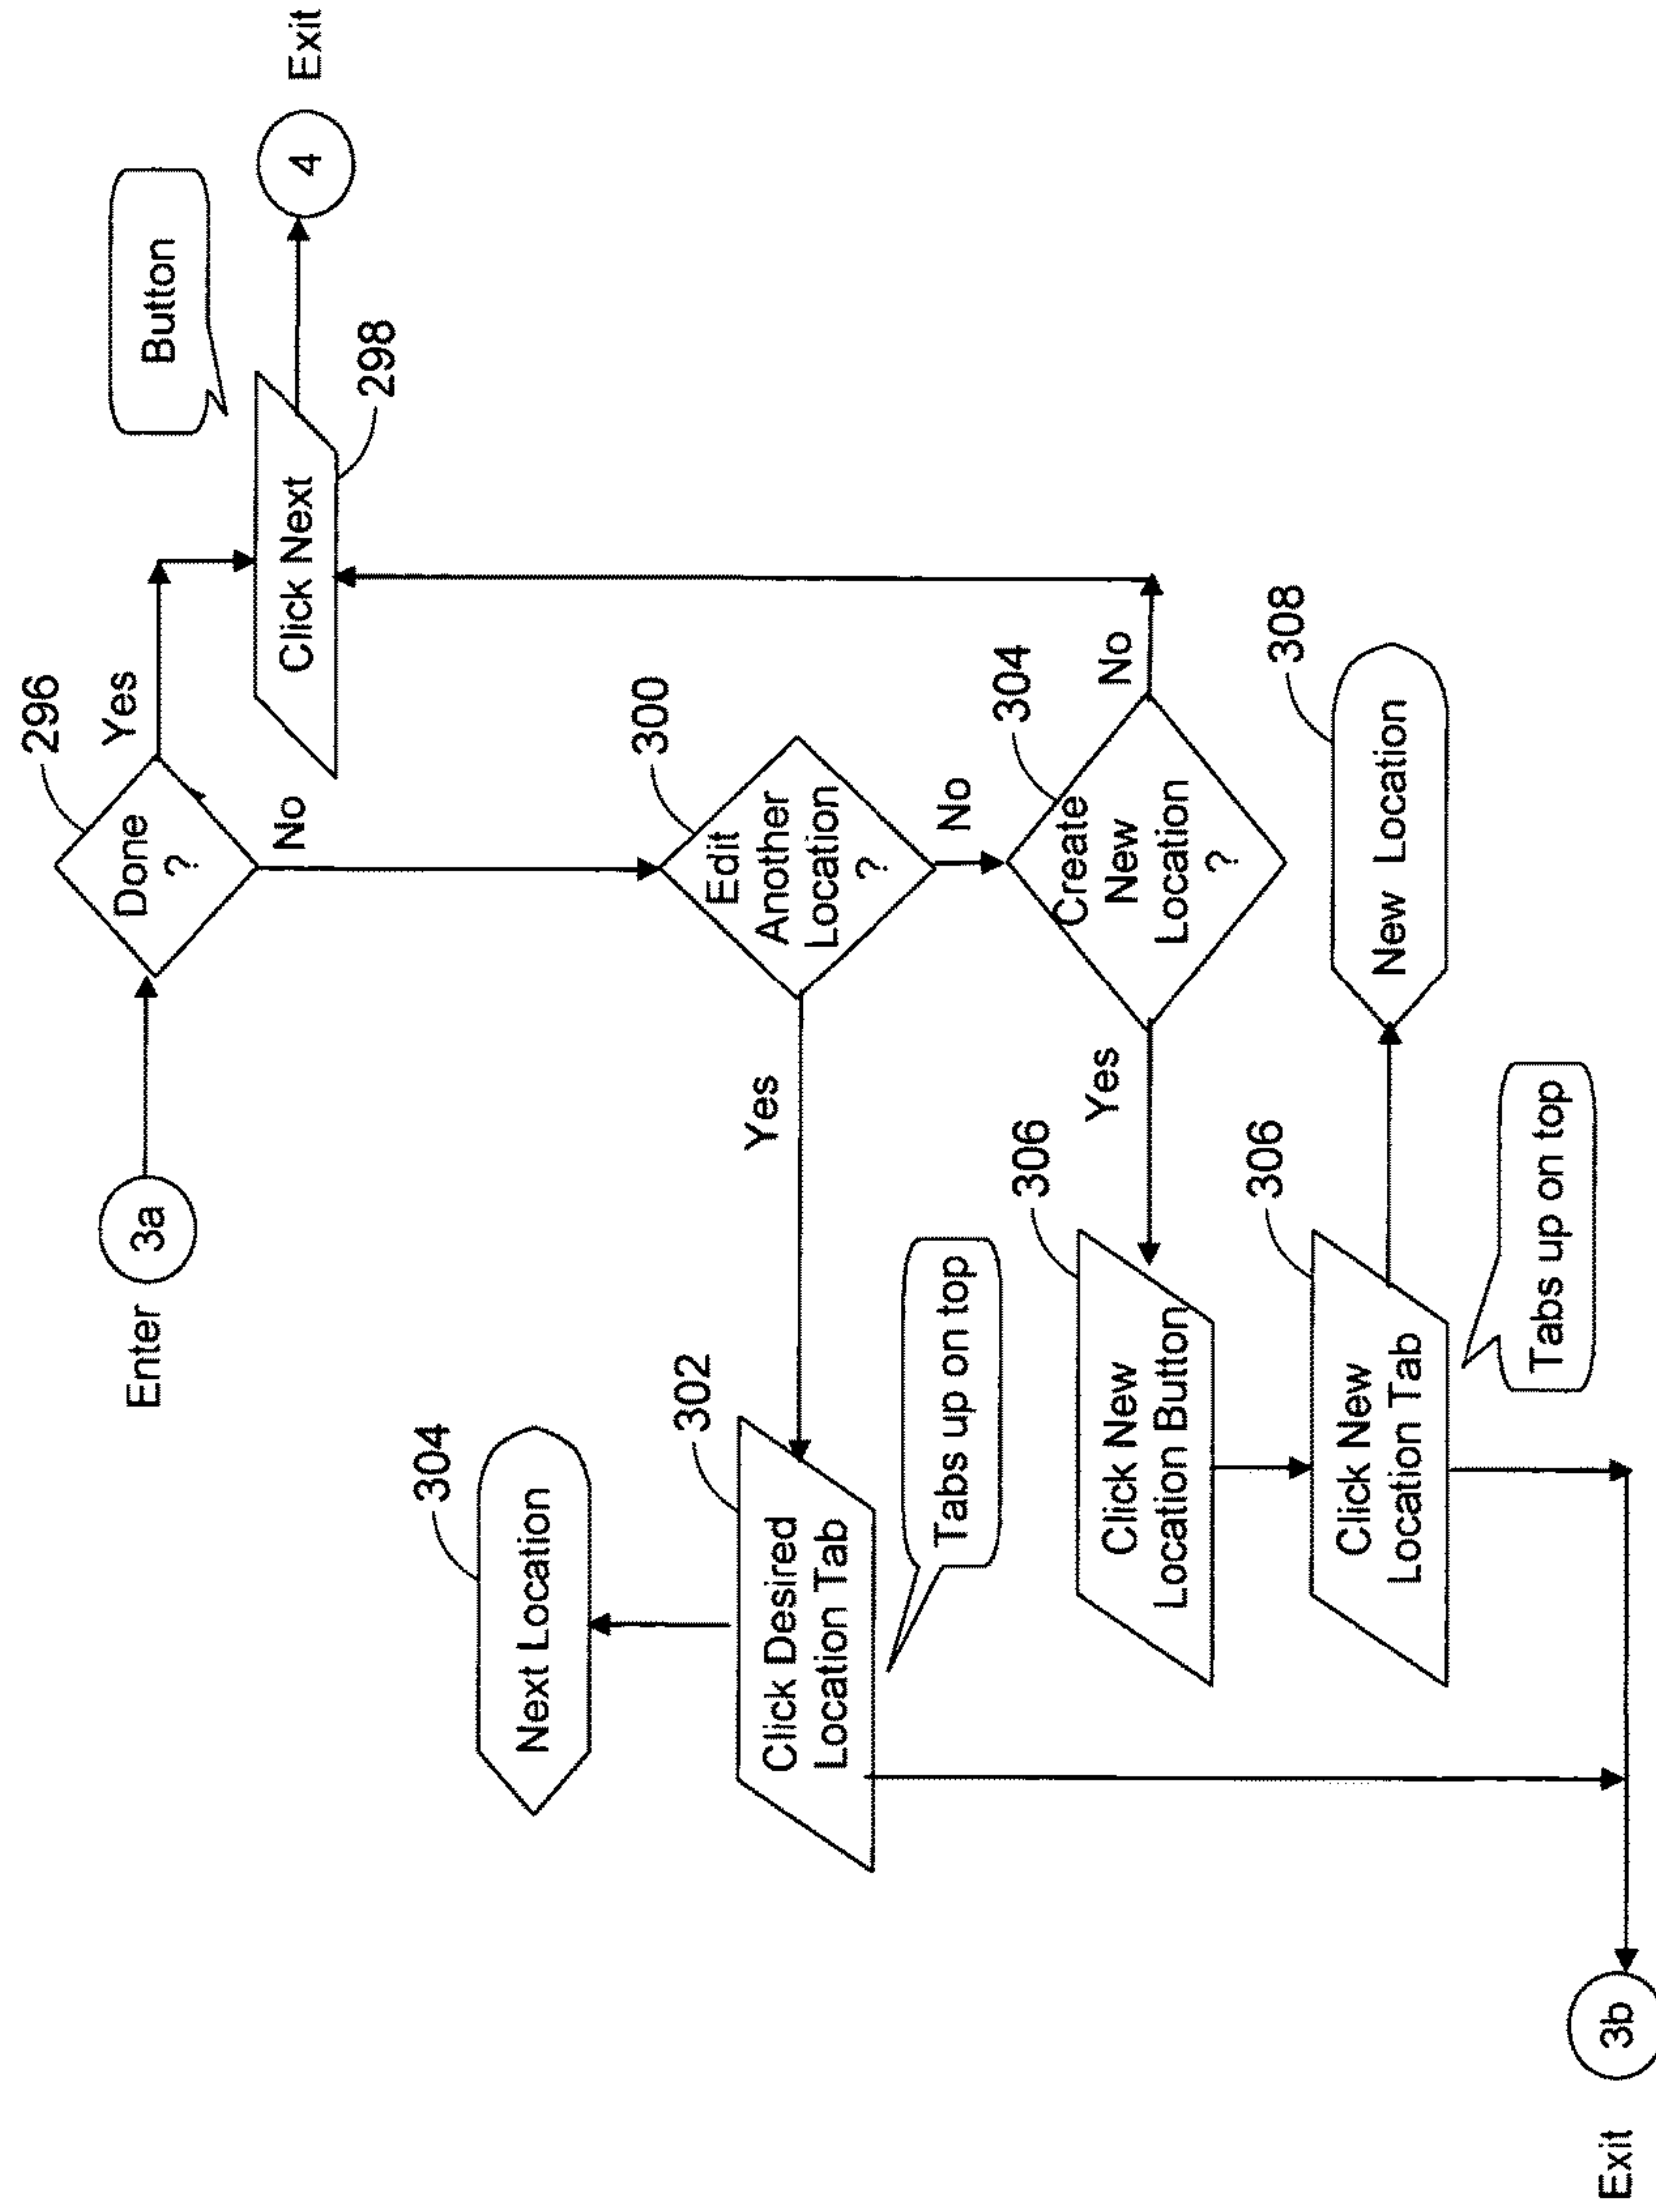 Enter
3a
Done
?
296
Yes
No
Button
Click Next
298
4
Exit
Edit
Another
Location
?
300
Yes
No
Next Location
304
Click Desired
Location Tab
302
Tabs up on top
Create
New
Location
?
304
No
Yes
Click New
Location Button
306
Click New
Location Tab
306
Tabs up on top
New Location
308
Exit
3b